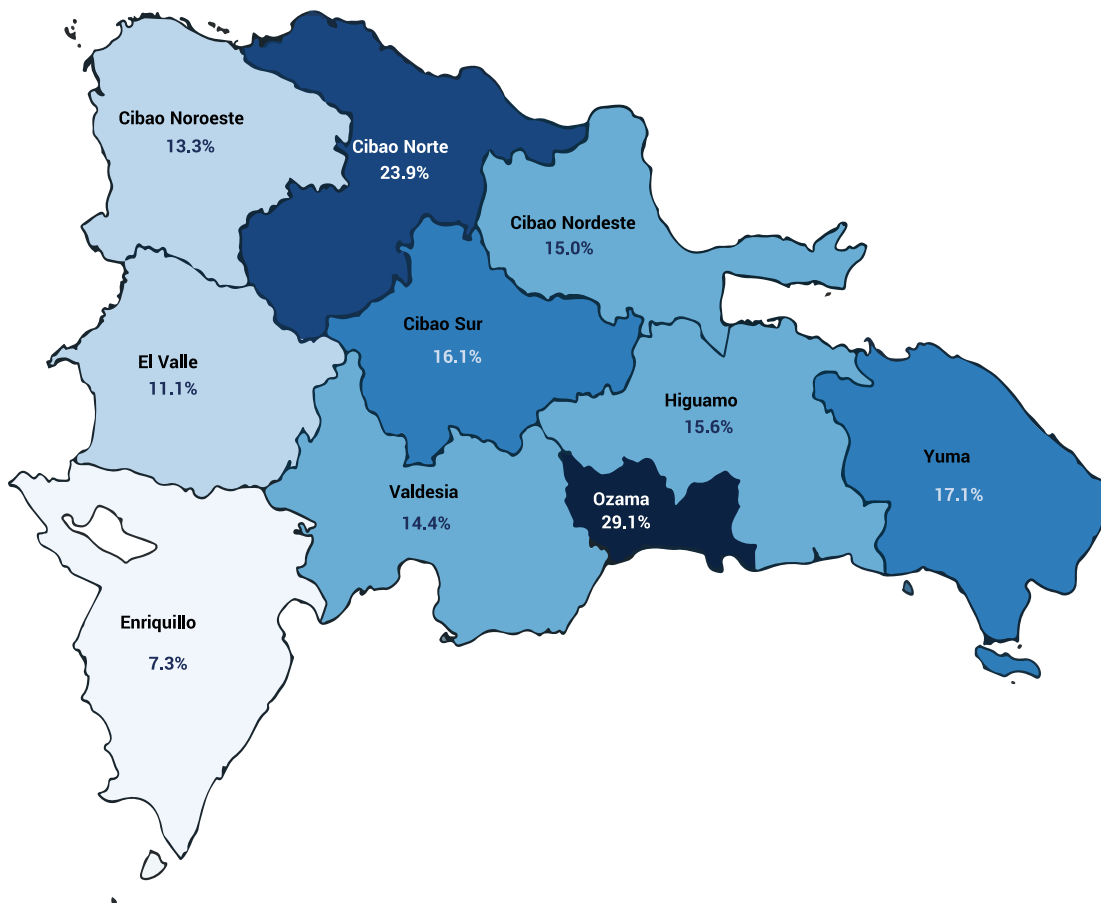 Cibao Noroeste
13.3%
Cibao Norte
23.9%
Cibao Nordeste
15.0%
Cibao Sur
16.1%
El Valle
11.1%
Higuamo
15.6%
Yuma
17.1%
Valdesia
14.4%
Ozama
29.1%
Enriquillo
7.3%